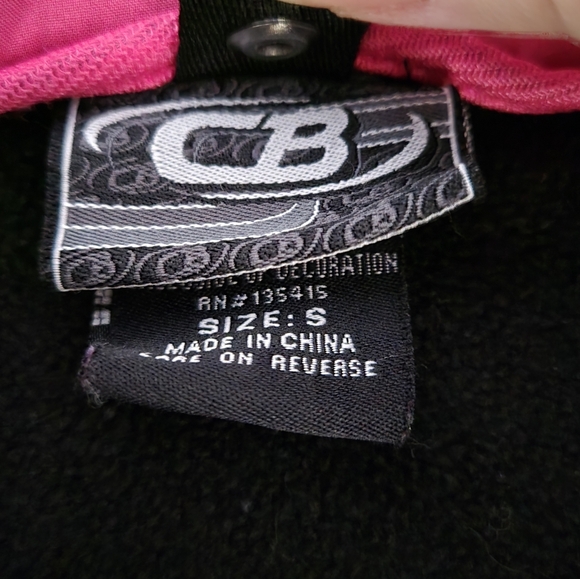 CB
OF DECORATION
RN#135415
SIZE: S
MADE IN CHINA
ON REVERSE